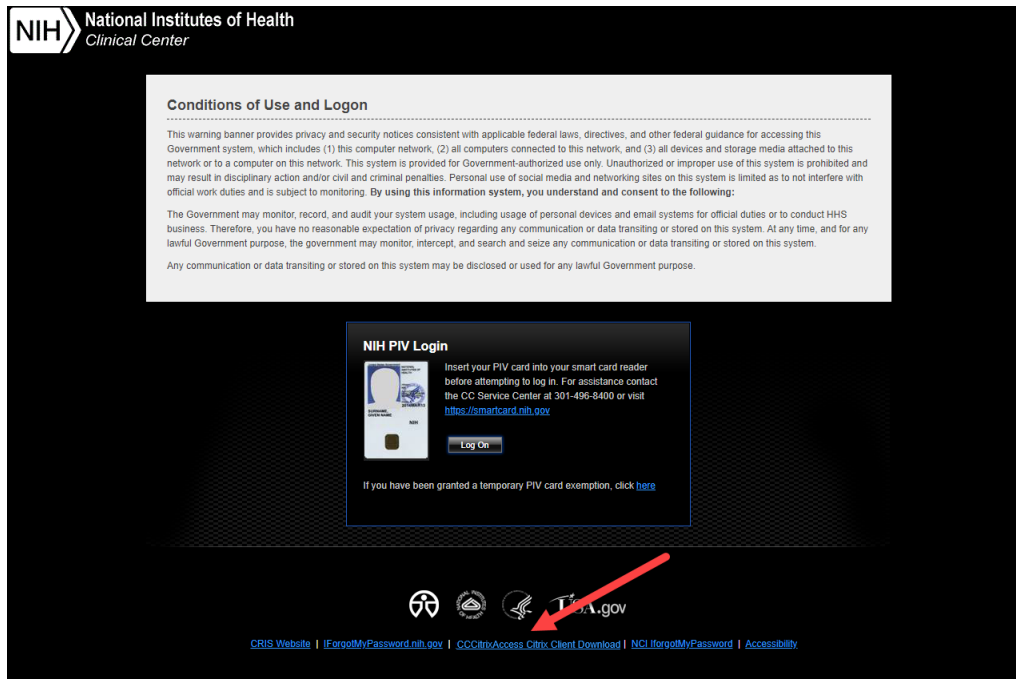 NIH
National Institutes of Health
Clinical Center
Conditions of Use and Logon
This warning banner provides privacy and security notices consistent with applicable federal laws, directives, and other federal guidance for accessing this
Government system, which includes (1) this computer network, (2) all computers connected to this network, and (3) all devices and storage media attached to this
network or to a computer on this network. This system is provided for Government-authorized use only. Unauthorized or improper use of this system is prohibited and
may result in disciplinary action and/or civil and criminal penalties. Personal use of social media and networking sites on this system is limited as to not interfere with
official work duties and is subject to monitoring. By using this information system, you understand and consent to the following:
The Government may monitor, record, and audit your system usage, including usage of personal devices and email systems for official duties or to conduct HHS
business. Therefore, you have no reasonable expectation of privacy regarding any communication or data transiting or stored on this system. At any time, and for any
lawful Government purpose, the government may monitor, intercept, and search and seize any communication or data transiting or stored on this system.
Any communication or data transiting or stored on this system may be disclosed or used for any lawful Government purpose.
NIH PIV Login
Insert your PIV card into your smart card reader
before attempting to log in. For assistance contact
the CC Service Center at 301-496-8400 or visit
https://smartcard.nih.gov
SURNAME,
GIVEN NAME
NIH
Log On
If you have been granted a temporary PIV card exemption, click here
USA.gov
CRIS Website | IForgotMyPassword.nih.gov | CCCitrixAccess Citrix Client Download | NCI IforgotMyPassword | Accessibility